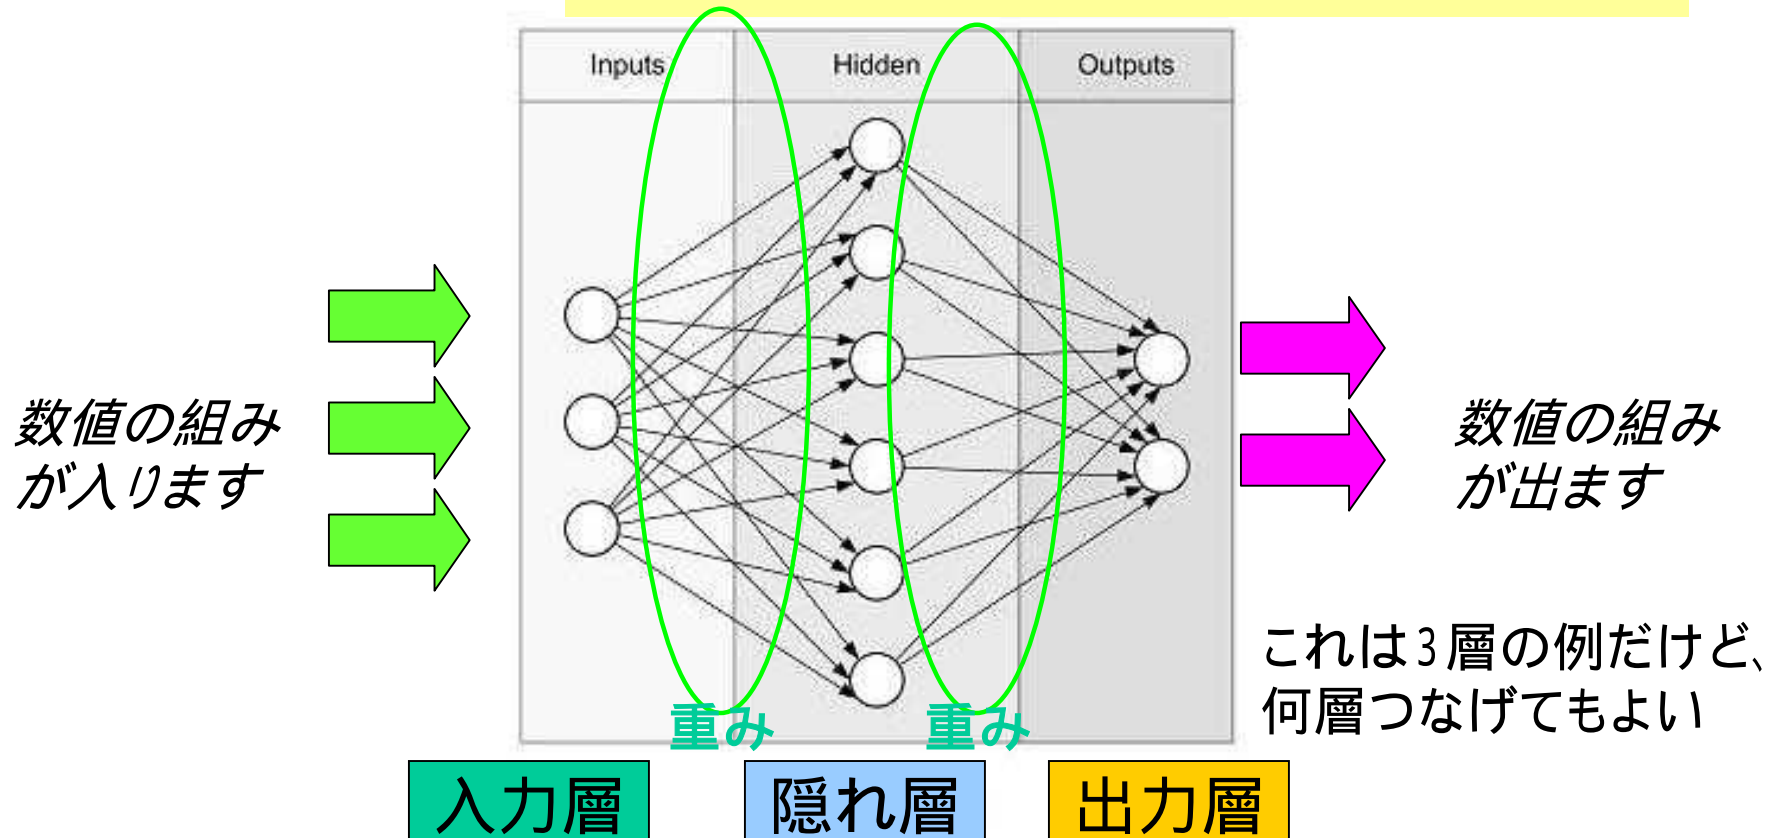 Inputs
Hidden
Outputs
数値の組み
が入ります
数値の組み
が出ます
これは3層の例だけど、
何層つなげてもよい
重み
重み
入力層
隠れ層
出力層